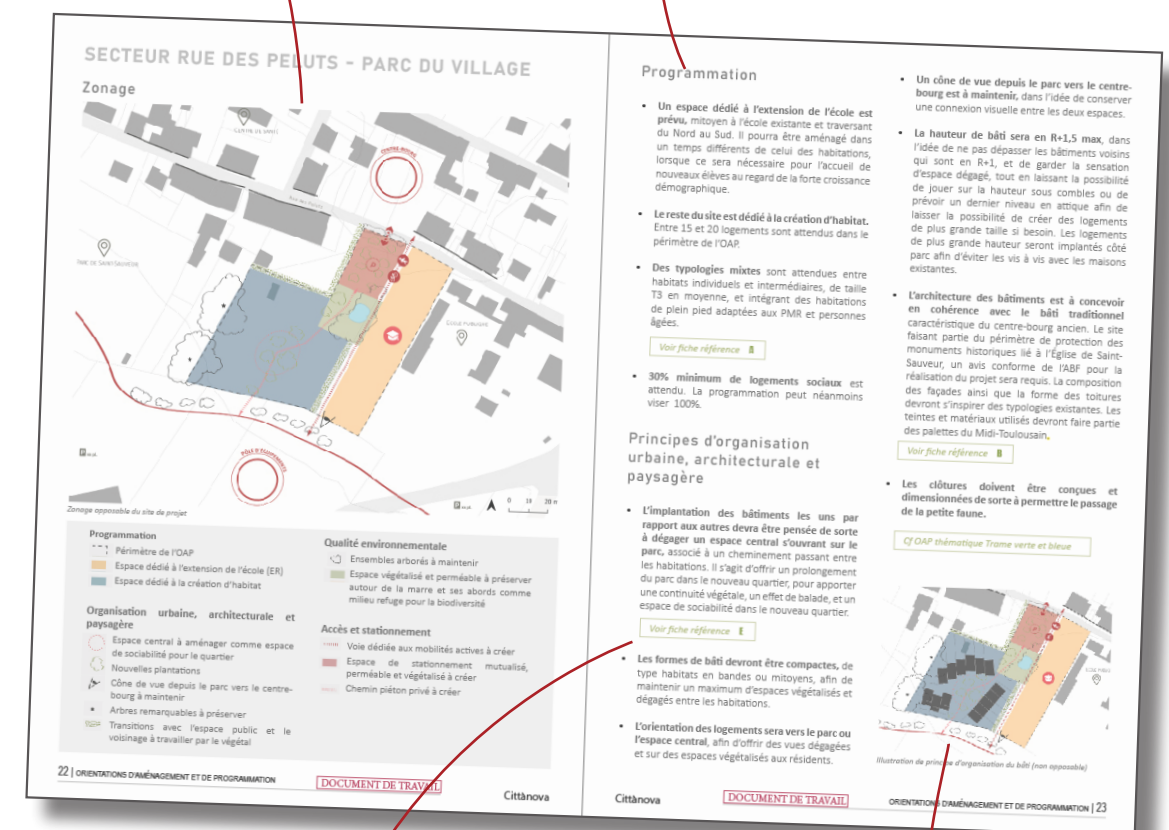 SECTEUR RUE DES PELUTS - PARC DU VILLAGE
Zonage
CENTRE DE SANTÉ
CENTRE BOURG
Rue des Peluts
PARC DE SAINT-SAUVEUR
ECOLE PUBLIQUE
PÔLE D'ÉQUIPEMENTS
0 10 20 m
Zonage opposable du site de projet
Programmation
Périmètre de l'OAP
Espace dédié à l'extension de l'école (ER)
Espace dédié à la création d'habitat
Organisation urbaine, architecturale et
paysagère
Espace central à aménager comme espace
de sociabilité pour le quartier
Nouvelles plantations
Cône de vue depuis le parc vers le centre-
bourg à maintenir
Arbres remarquables à préserver
Transitions avec l'espace public et le
voisinage à travailler par le végétal
Qualité environnementale
Ensembles arborés à maintenir
Espace végétalisé et perméable à préserver
autour de la marre et ses abords comme
milieu refuge pour la biodiversité
Accès et stationnement
Voie dédiée aux mobilités actives à créer
Espace de stationnement mutualisé,
perméable et végétalisé à créer
Chemin piéton privé à créer
22 | ORIENTATIONS D'AMÉNAGEMENT ET DE PROGRAMMATION
DOCUMENT DE TRAVAIL
Cittànova
Programmation
• Un espace dédié à l'extension de l'école est
prévu, mitoyen à l'école existante et traversant
du Nord au Sud. Il pourra être aménagé dans
un temps différents de celui des habitations,
lorsque ce sera nécessaire pour l'accueil de
nouveaux élèves au regard de la forte croissance
démographique.
• Le reste du site est dédié à la création d'habitat.
Entre 15 et 20 logements sont attendus dans le
périmètre de l'OAP.
• Des typologies mixtes sont attendues entre
habitats individuels et intermédiaires, de taille
T3 en moyenne, et intégrant des habitations
de plein pied adaptées aux PMR et personnes
âgées.
Voir fiche référence A
• 30% minimum de logements sociaux est
attendu. La programmation peut néanmoins
viser 100%.
Principes d'organisation
urbaine, architecturale et
paysagère
• L'implantation des bâtiments les uns par
rapport aux autres devra être pensée de sorte
à dégager un espace central s'ouvrant sur le
parc, associé à un cheminement passant entre
les habitations. Il s'agit d'offrir un prolongement
du parc dans le nouveau quartier, pour apporter
une continuité végétale, un effet de balade, et un
espace de sociabilité dans le nouveau quartier.
Voir fiche référence E
• Les formes de bâti devront être compactes, de
type habitats en bandes ou mitoyens, afin de
maintenir un maximum d'espaces végétalisés et
dégagés entre les habitations.
• L'orientation des logements sera vers le parc ou
l'espace central, afin d'offrir des vues dégagées
et sur des espaces végétalisés aux résidents.
• Un cône de vue depuis le parc vers le centre-
bourg est à maintenir, dans l'idée de conserver
une connexion visuelle entre les deux espaces.
• La hauteur de bâti sera en R+1,5 max, dans
l'idée de ne pas dépasser les bâtiments voisins
qui sont en R+1, et de garder la sensation
d'espace dégagé, tout en laissant la possibilité
de jouer sur la hauteur sous combles ou de
prévoir un dernier niveau en attique afin de
laisser la possibilité de créer des logements
de plus grande taille si besoin. Les logements
de plus grande hauteur seront implantés côté
parc afin d'éviter les vis à vis avec les maisons
existantes.
• L'architecture des bâtiments est à concevoir
en cohérence avec le bâti traditionnel
caractéristique du centre-bourg ancien. Le site
faisant partie du périmètre de protection des
monuments historiques lié à l'Église de Saint-
Sauveur, un avis conforme de l'ABF pour la
réalisation du projet sera requis. La composition
des façades ainsi que la forme des toitures
devront s'inspirer des typologies existantes. Les
teintes et matériaux utilisés devront faire partie
des palettes du Midi-Toulousain.
Voir fiche référence B
• Les clôtures doivent être conçues et
dimensionnées de sorte à permettre le passage
de la petite faune.
Cf OAP thématique Trame verte et bleue
Illustration de principe d'organisation du bâti (non opposable)
Cittànova
DOCUMENT DE TRAVAIL
ORIENTATIONS D'AMÉNAGEMENT ET DE PROGRAMMATION | 23